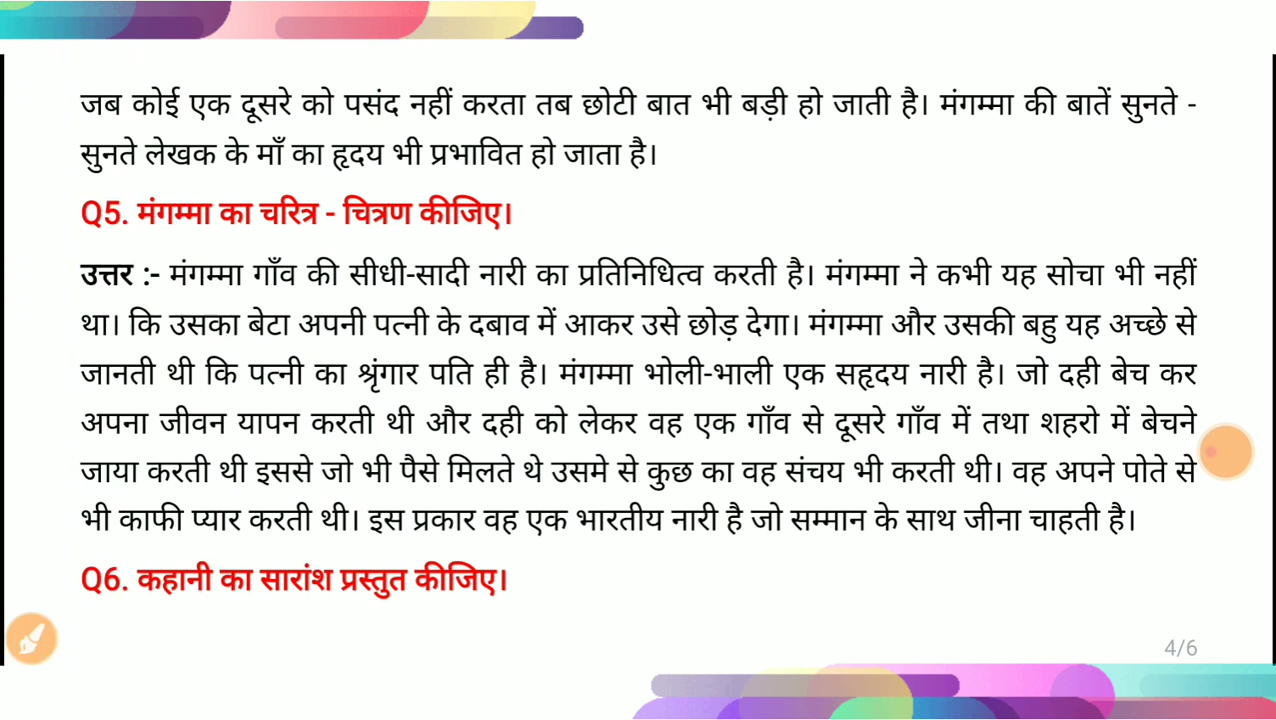 जब कोई एक दूसरे को पसंद नहीं करता तब छोटी बात भी बड़ी हो जाती है। मंगम्मा की बातें सुनते -
सुनते लेखक के माँ का हृदय भी प्रभावित हो जाता है।
Q5. मंगम्मा का चरित्र - चित्रण कीजिए।
उत्तर :- मंगम्मा गाँव की सीधी-सादी नारी का प्रतिनिधित्व करती है। मंगम्मा ने कभी यह सोचा भी नहीं
था। कि उसका बेटा अपनी पत्नी के दबाव में आकर उसे छोड़ देगा। मंगम्मा और उसकी बहु यह अच्छे से
जानती थी कि पत्नी का श्रृंगार पति ही है। मंगम्मा भोली-भाली एक सहृदय नारी है। जो दही बेच कर
अपना जीवन यापन करती थी और दही को लेकर वह एक गाँव से दूसरे गाँव में तथा शहरो में बेचने
जाया करती थी इससे जो भी पैसे मिलते थे उसमे से कुछ का वह संचय भी करती थी। वह अपने पोते से
भी काफी प्यार करती थी। इस प्रकार वह एक भारतीय नारी है जो सम्मान के साथ जीना चाहती है।
Q6. कहानी का सारांश प्रस्तुत कीजिए।
4/6